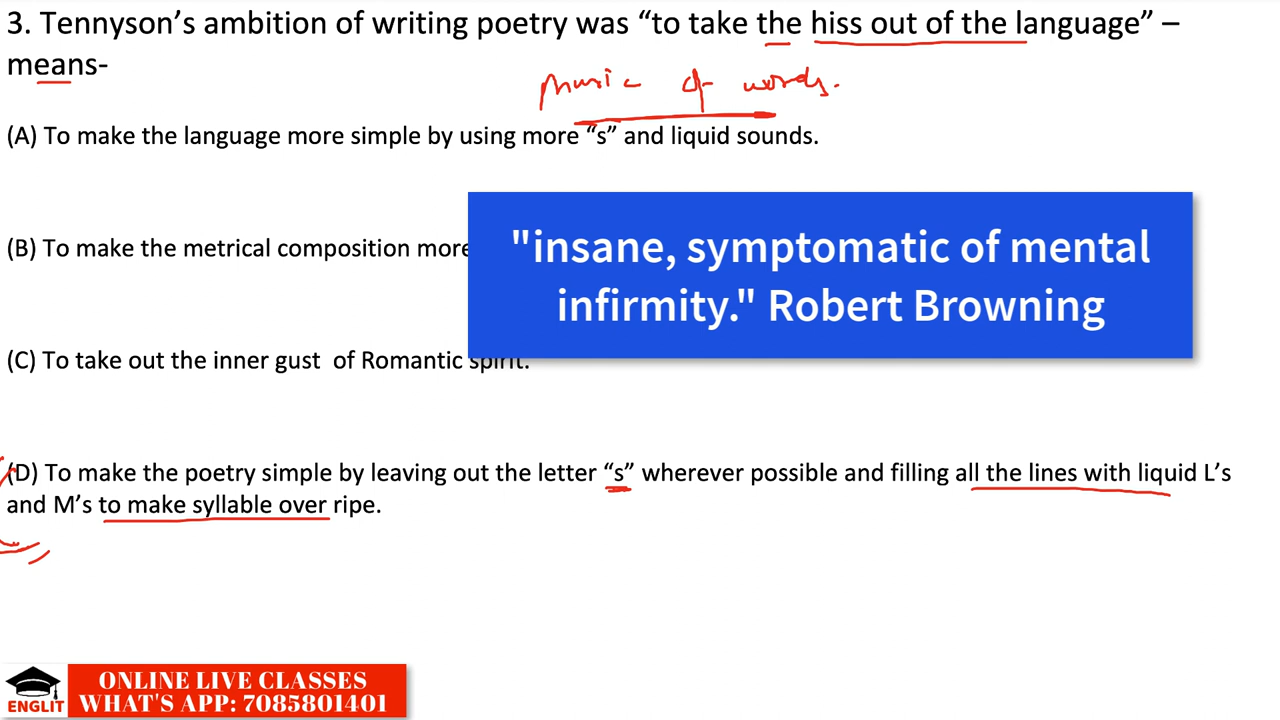 3. Tennyson’s ambition of writing poetry was “to take the hiss out of the language” –
means-
music of words.
(A) To make the language more simple by using more “s” and liquid sounds.
(B) To make the metrical composition more
"insane, symptomatic of mental
infirmity." Robert Browning
(C) To take out the inner gust of Romantic spirit.
(D) To make the poetry simple by leaving out the letter “s” wherever possible and filling all the lines with liquid L’s
and M’s to make syllable over ripe.
ONLINE LIVE CLASSES
WHAT'S APP: 7085801401
ENGLIT